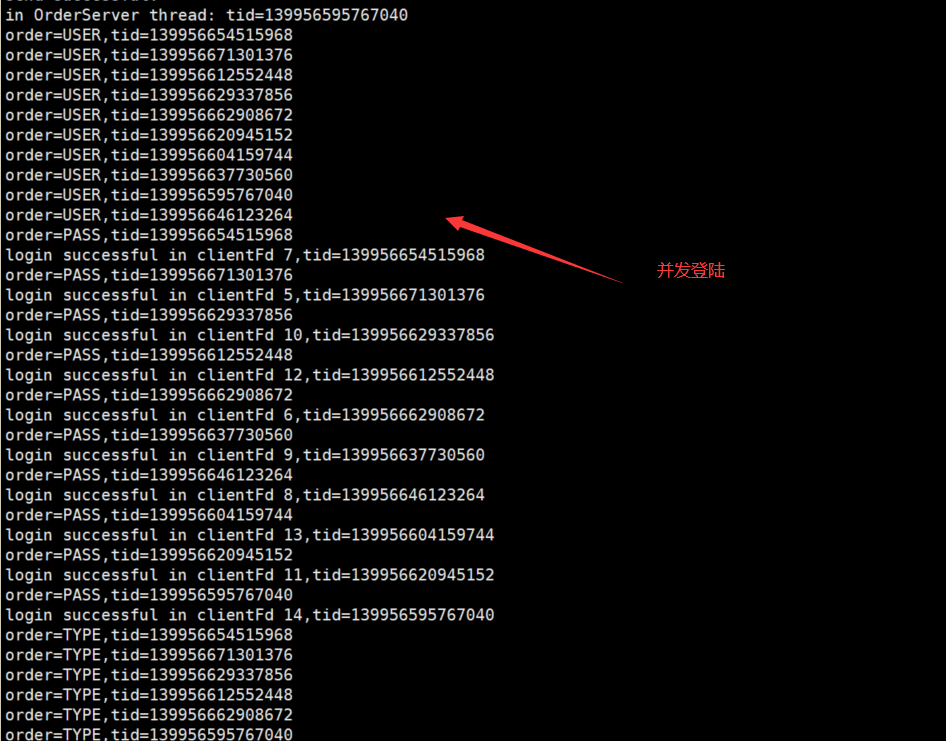 in OrderServer thread: tid=139956595767040
order=USER,tid=139956654515968
order=USER,tid=139956671301376
order=USER,tid=139956612552448
order=USER,tid=139956629337856
order=USER,tid=139956662908672
order=USER,tid=139956620945152
order=USER,tid=139956604159744
order=USER,tid=139956637730560
order=USER,tid=139956595767040
order=USER,tid=139956646123264
order=PASS,tid=139956654515968
login successful in clientFd 7,tid=139956654515968
order=PASS,tid=139956671301376
login successful in clientFd 5,tid=139956671301376
并发登陆
order=PASS,tid=139956629337856
login successful in clientFd 10,tid=139956629337856
order=PASS,tid=139956612552448
login successful in clientFd 12,tid=139956612552448
order=PASS,tid=139956662908672
login successful in clientFd 6,tid=139956662908672
order=PASS,tid=139956637730560
login successful in clientFd 9,tid=139956637730560
order=PASS,tid=139956646123264
login successful in clientFd 8,tid=139956646123264
order=PASS,tid=139956604159744
login successful in clientFd 13,tid=139956604159744
order=PASS,tid=139956620945152
login successful in clientFd 11,tid=139956620945152
order=PASS,tid=139956595767040
login successful in clientFd 14,tid=139956595767040
order=TYPE,tid=139956654515968
order=TYPE,tid=139956671301376
order=TYPE,tid=139956629337856
order=TYPE,tid=139956612552448
order=TYPE,tid=139956662908672
order=TYPE,tid=139956595767040